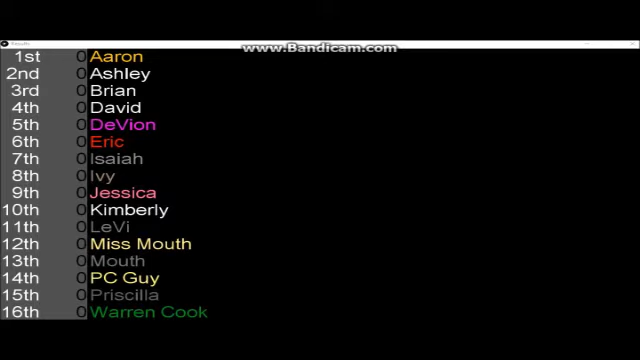 www.Bandicam.com
Results
1st 0 Aaron
2nd 0 Ashley
3rd 0 Brian
4th 0 David
5th 0 DeVion
6th 0 Eric
7th 0 Isaiah
8th 0 Ivy
9th 0 Jessica
10th 0 Kimberly
11th 0 LeVi
12th 0 Miss Mouth
13th 0 Mouth
14th 0 PC Guy
15th 0 Priscilla
16th 0 Warren Cook